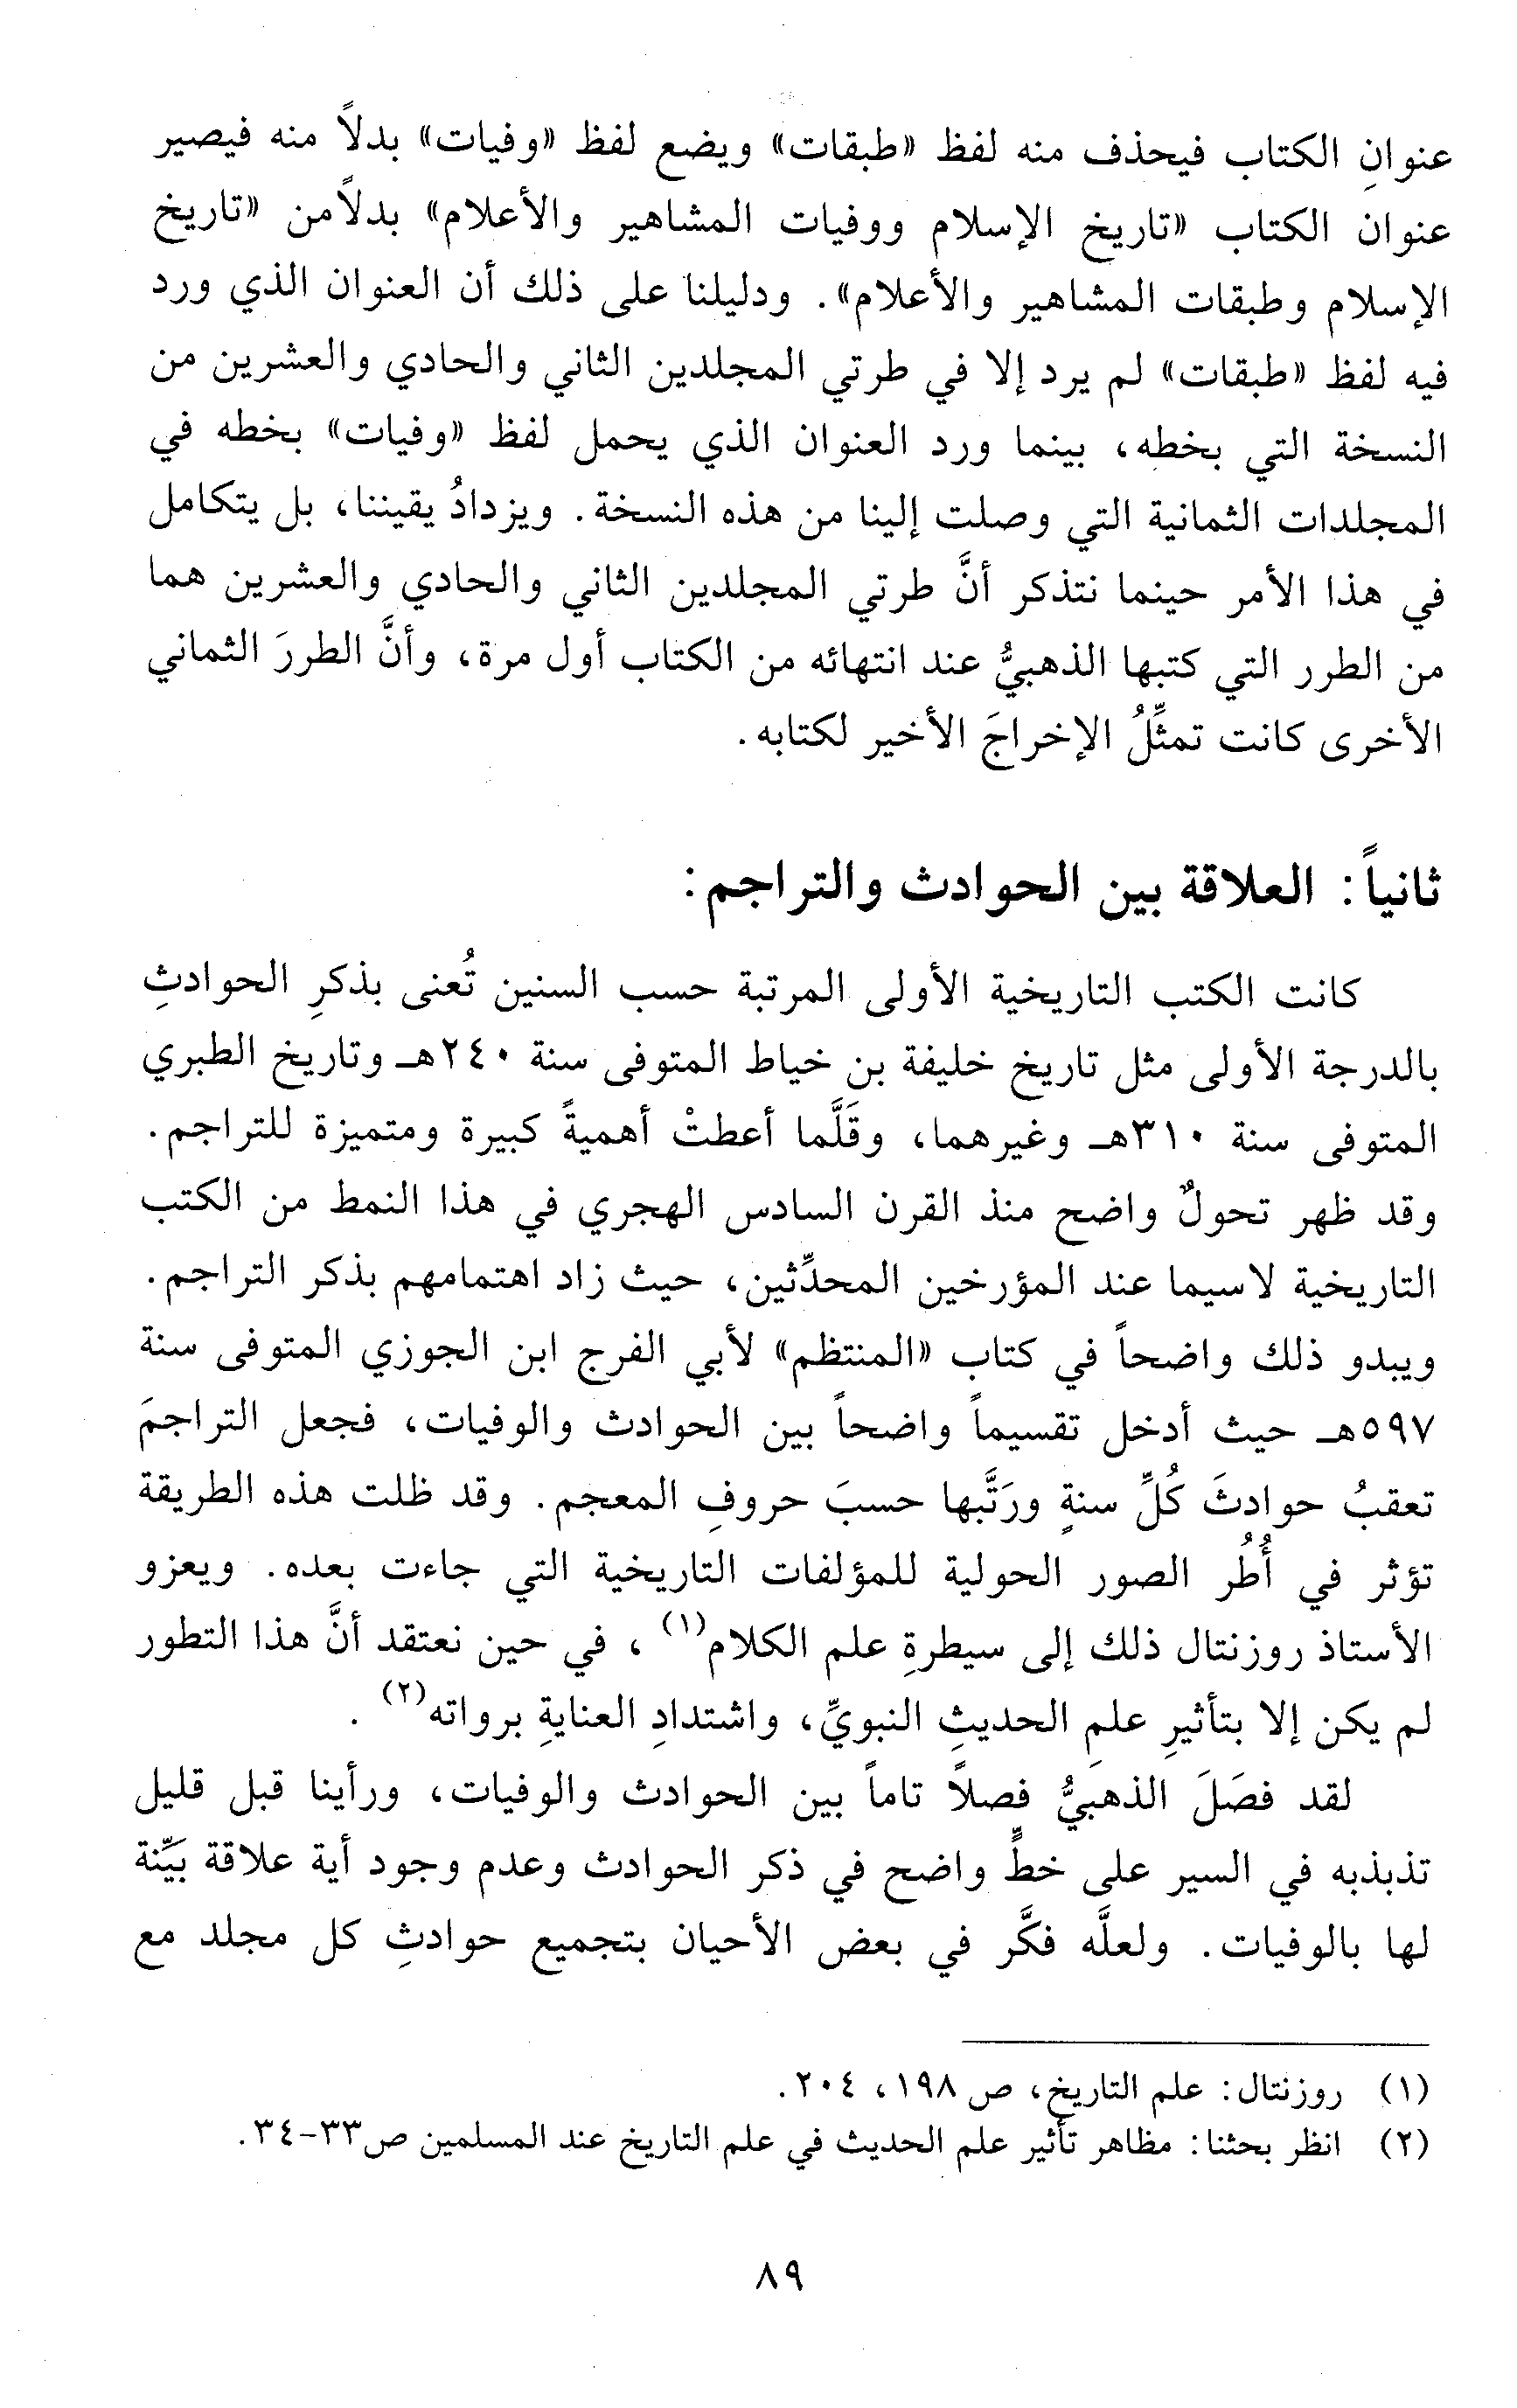 عنوانِ الكتاب فيحذف منه لفظ «طبقات» ويضع لفظ «وفيات» بدلاً منه فيصير
عنوان الكتاب «تاريخ الإسلام ووفيات المشاهير والأعلام» بدلاً من «تاريخ
الإسلام وطبقات المشاهير والأعلام». ودليلنا على ذلك أن العنوان الذي ورد
فيه لفظ «طبقات» لم يرد إلا في طرتي المجلدين الثاني والحادي والعشرين من
النسخة التي بخطه، بينما ورد العنوان الذي يحمل لفظ «وفيات» بخطه في
المجلدات الثمانية التي وصلت إلينا من هذه النسخة. ويزدادُ يقيننا، بل يتكامل
في هذا الأمر حينما نتذكر أنَّ طرتي المجلدين الثاني والحادي والعشرين هما
من الطرر التي كتبها الذهبيُّ عند انتهائه من الكتاب أول مرة، وأنَّ الطررَ الثماني
الأخرى كانت تمثِّلُ الإخراجَ الأخير لكتابه.
ثانياً: العلاقة بين الحوادث والتراجم:
كانت الكتب التاريخية الأولى المرتبة حسب السنين تُعنى بذكرِ الحوادثِ
بالدرجة الأولى مثل تاريخ خليفة بن خياط المتوفى سنة ٢٤٠هـ وتاريخ الطبري
المتوفى سنة ٣١٠هـ وغيرهما، وقَلَّما أعطتْ أهميةً كبيرة ومتميزة للتراجم.
وقد ظهر تحولٌ واضح منذ القرن السادس الهجري في هذا النمط من الكتب
التاريخية لاسيما عند المؤرخين المحدِّثين، حيث زاد اهتمامهم بذكر التراجم.
ويبدو ذلك واضحاً في كتاب «المنتظم» لأبي الفرج ابن الجوزي المتوفى سنة
٥٩٧هـ حيث أدخل تقسيماً واضحاً بين الحوادث والوفيات، فجعل التراجمَ
تعقبُ حوادثَ كُلِّ سنةٍ ورَتَّبها حسبَ حروفِ المعجم. وقد ظلت هذه الطريقة
تؤثر في أُطُر الصور الحولية للمؤلفات التاريخية التي جاءت بعده. ويعزو
الأستاذ روزنتال ذلك إلى سيطرةِ علم الكلام(١)، في حين نعتقد أنَّ هذا التطور
لم يكن إلا بتأثيرِ علمِ الحديثِ النبويِّ، واشتدادِ العنايةِ برواته(٢).
لقد فصَلَ الذهبَيُّ فصلاً تاماً بين الحوادث والوفيات، ورأينا قبل قليل
تذبذبه في السير على خطٍّ واضح في ذكر الحوادث وعدم وجود أية علاقة بَيِّنة
لها بالوفيات. ولعلَّه فكَّر في بعض الأحيان بتجميع حوادثِ كل مجلد مع
(١) روزنتال: علم التاريخ، ص ١٩٨، ٢٠٤.
(٢) انظر بحثنا: مظاهر تأثير علم الحديث في علم التاريخ عند المسلمين ص٣٣-٣٤.
٨٩